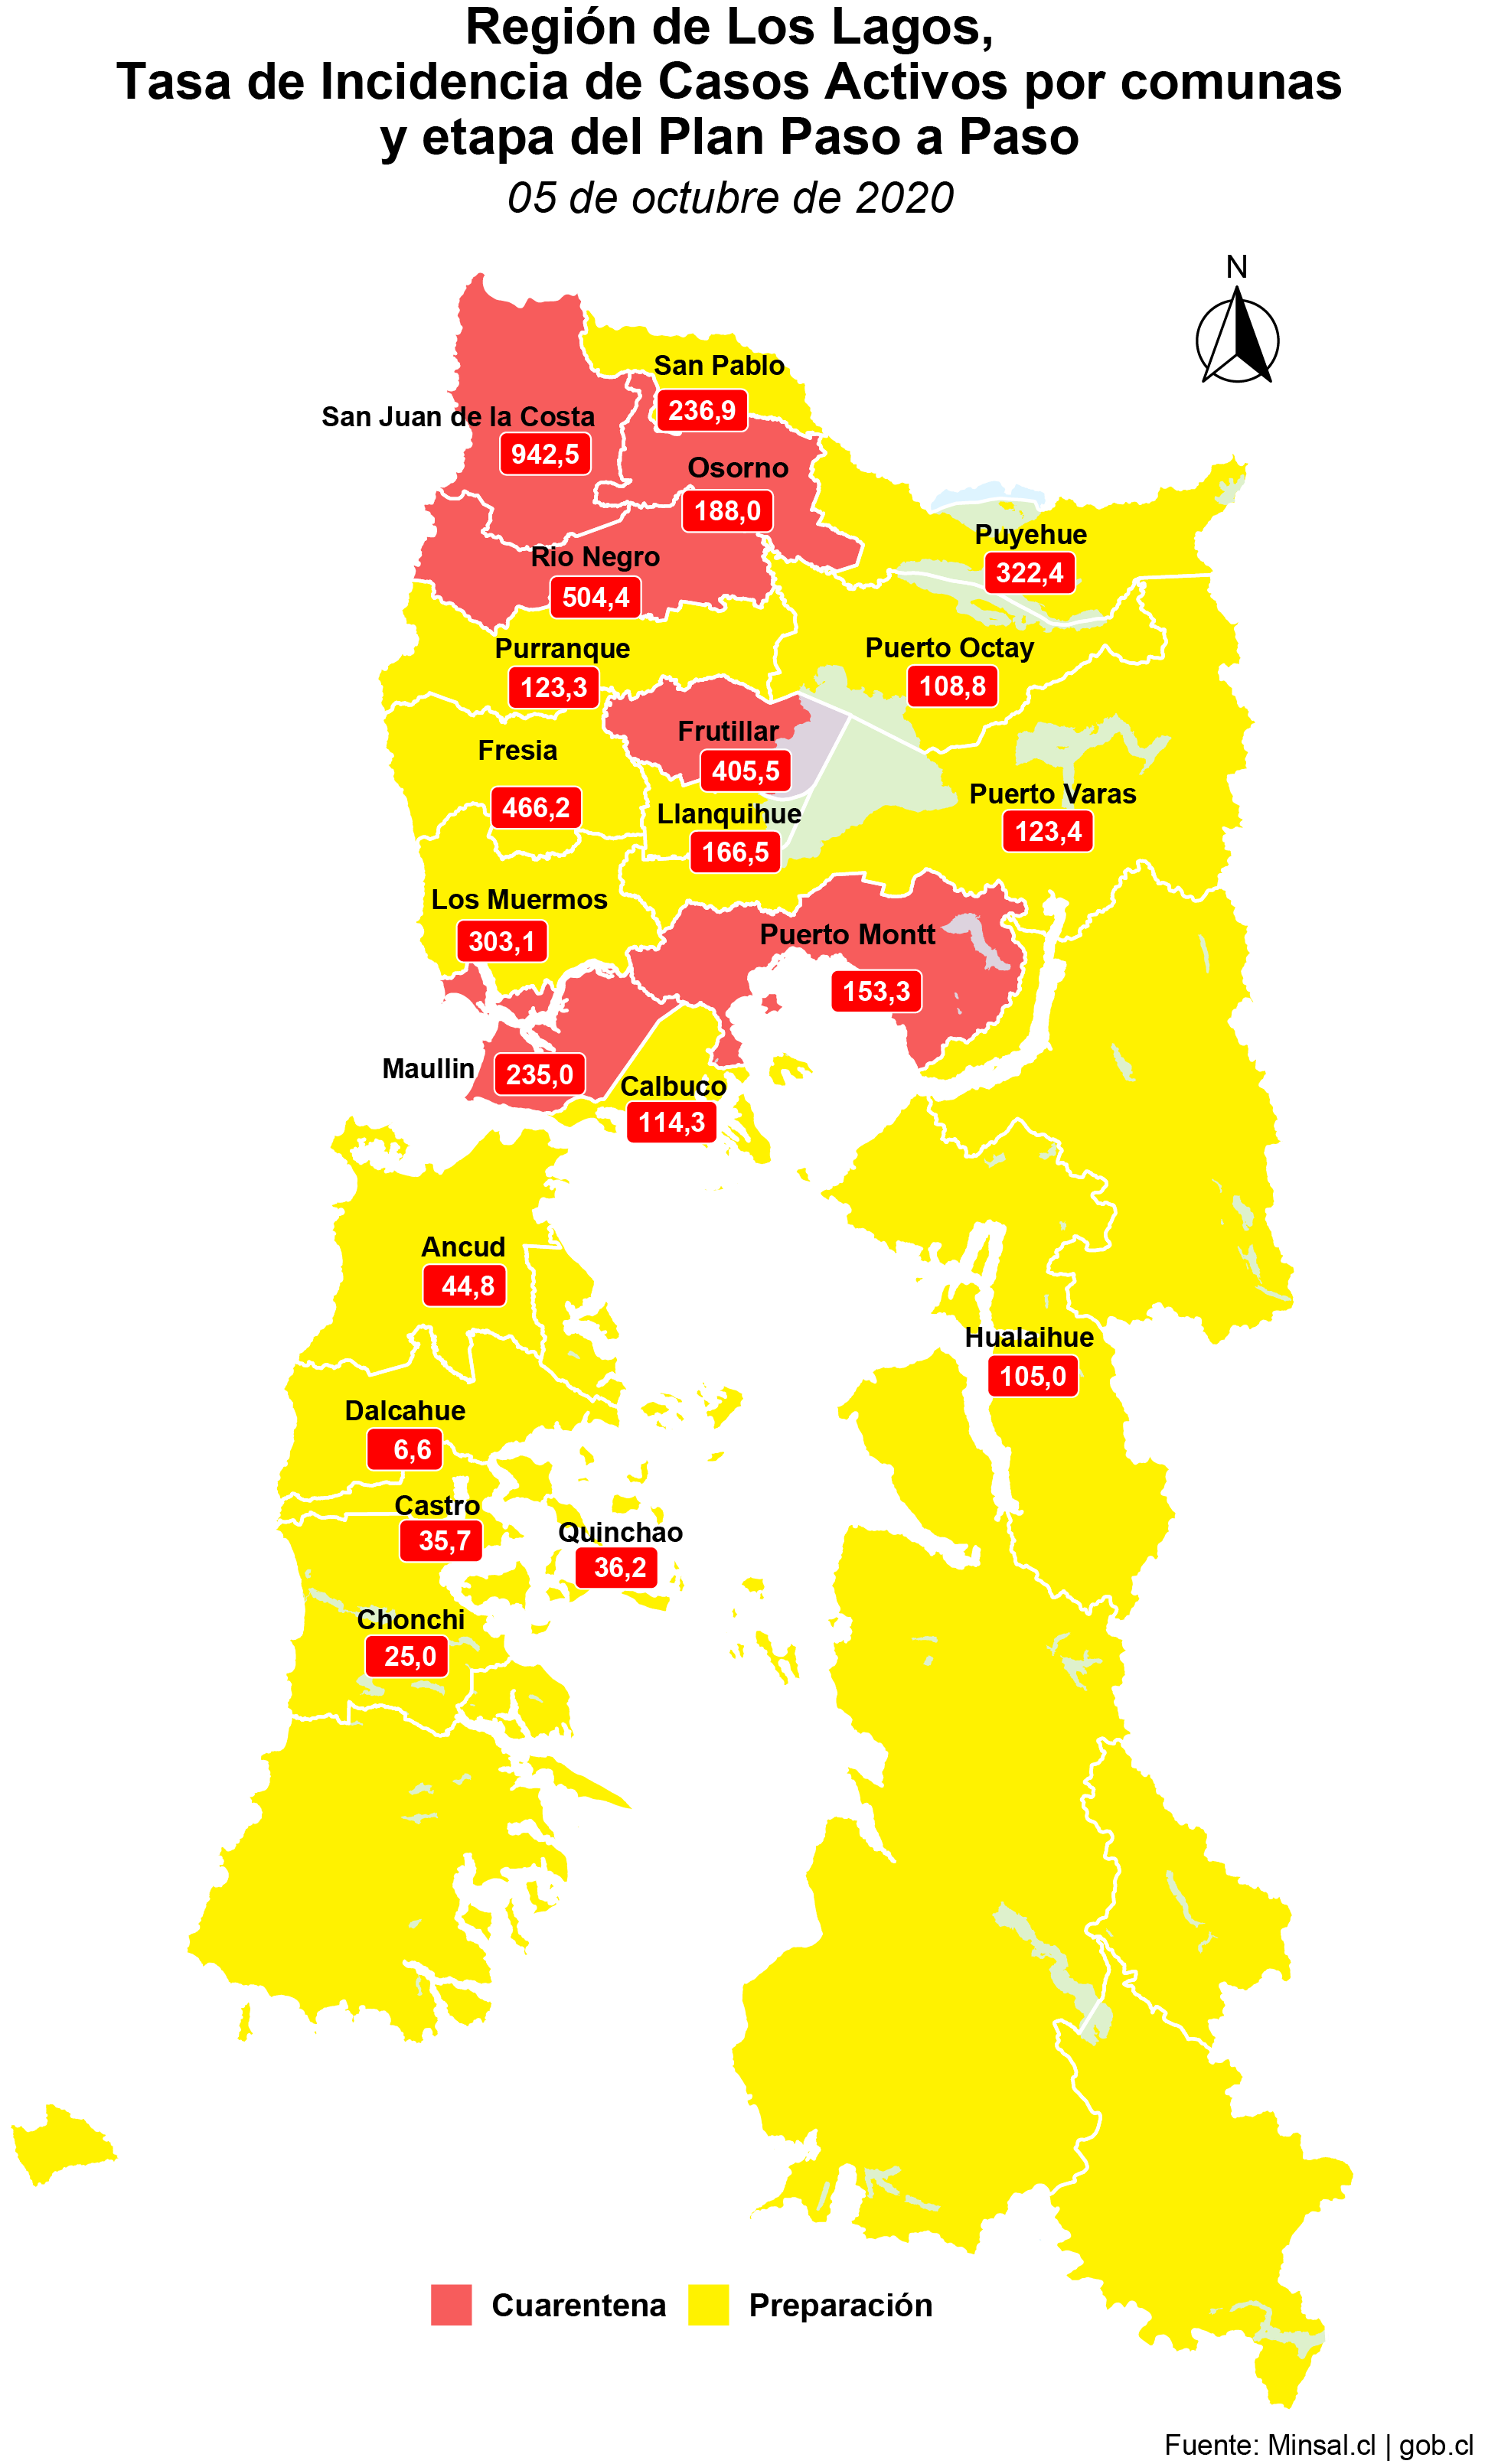 Región de Los Lagos,
Tasa de Incidencia de Casos Activos por comunas
y etapa del Plan Paso a Paso
05 de octubre de 2020
N
San Pablo
236,9
San Juan de la Costa
942,5
Osorno
188,0
Puyehue
322,4
Rio Negro
504,4
Purranque
123,3
Puerto Octay
108,8
Frutillar
405,5
Fresia
466,2
Puerto Varas
123,4
Llanquihue
166,5
Los Muermos
303,1
Puerto Montt
153,3
Maullin
235,0
Calbuco
114,3
Ancud
44,8
Hualaihue
105,0
Dalcahue
6,6
Castro
35,7
Quinchao
36,2
Chonchi
25,0
Cuarentena
Preparación
Fuente: Minsal.cl | gob.cl